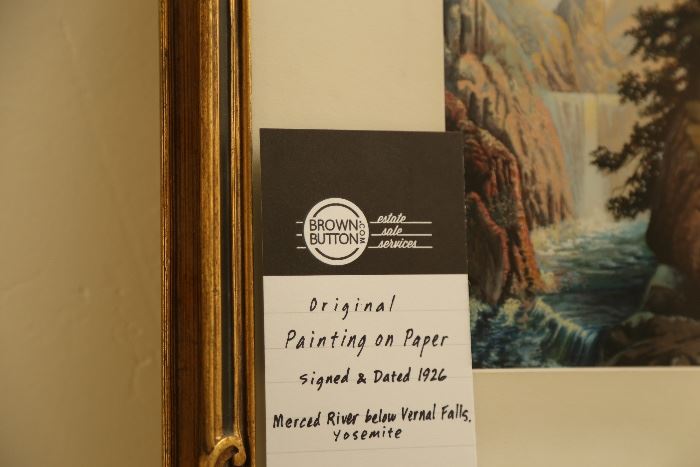 BROWN
BUTTON
.COM
estate
sale
services
Original
Painting on Paper
Signed & Dated 1926
Merced River below Vernal Falls,
Yosemite